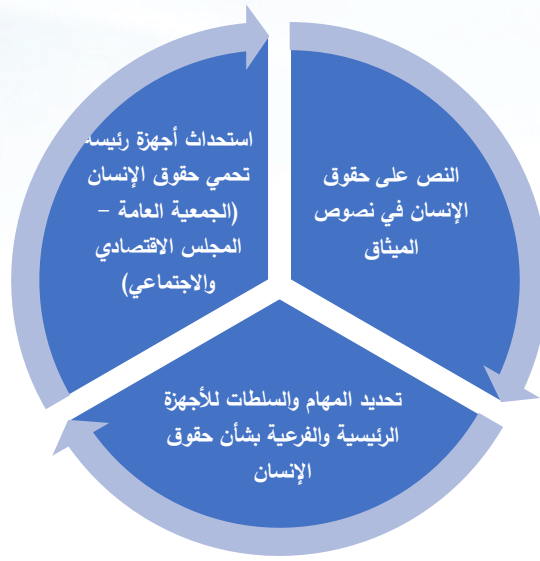 النص على حقوق
الإنسان في نصوص
الميثاق
تحديد المهام والسلطات للأجهزة
الرئيسية والفرعية بشأن حقوق
الإنسان
استحداث أجهزة رئيسه
تحمي حقوق الإنسان
(الجمعية العامة –
المجلس الاقتصادي
والاجتماعي)